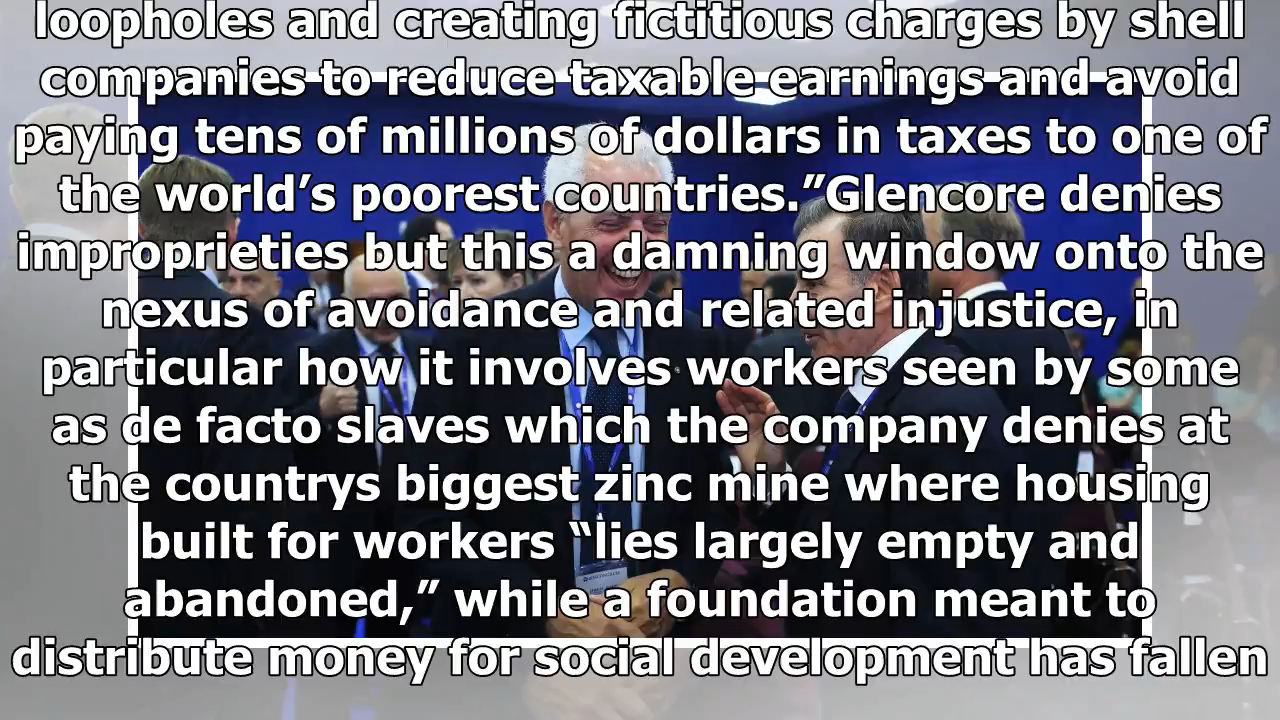 loopholes and creating fictitious charges by shell
companies to reduce taxable earnings and avoid
paying tens of millions of dollars in taxes to one of
the world’s poorest countries.”Glencore denies
improprieties but this a damning window onto the
nexus of avoidance and related injustice, in
particular how it involves workers seen by some
as de facto slaves which the company denies at
the countrys biggest zinc mine where housing
built for workers “lies largely empty and
abandoned,” while a foundation meant to
distribute money for social development has fallen